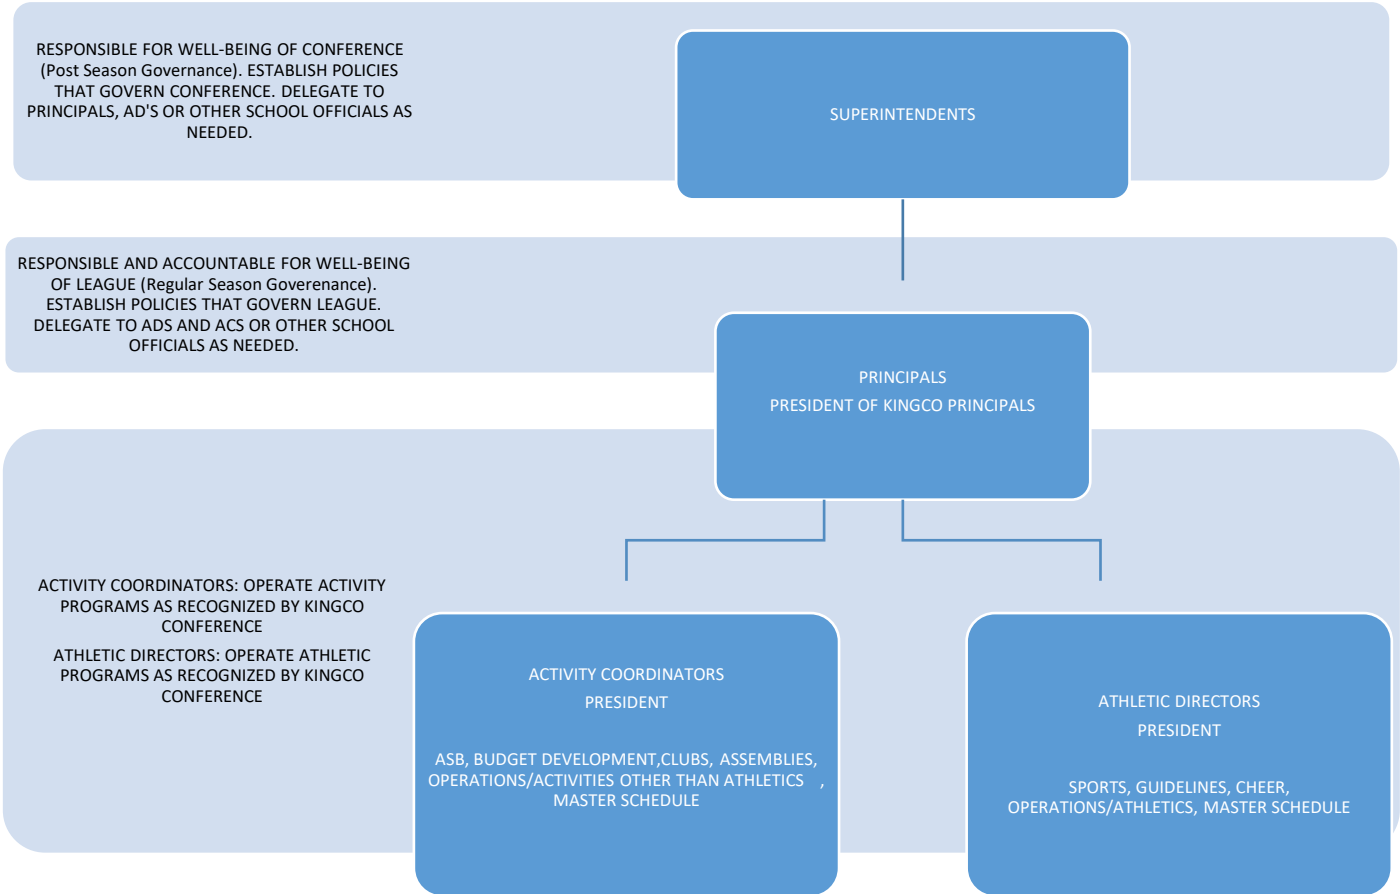 RESPONSIBLE FOR WELL-BEING OF CONFERENCE
(Post Season Governance). ESTABLISH POLICIES
THAT GOVERN CONFERENCE. DELEGATE TO
PRINCIPALS, AD'S OR OTHER SCHOOL OFFICIALS AS
NEEDED.
SUPERINTENDENTS
RESPONSIBLE AND ACCOUNTABLE FOR WELL-BEING
OF LEAGUE (Regular Season Goverenance).
ESTABLISH POLICIES THAT GOVERN LEAGUE.
DELEGATE TO ADS AND ACS OR OTHER SCHOOL
OFFICIALS AS NEEDED.
PRINCIPALS
PRESIDENT OF KINGCO PRINCIPALS
ACTIVITY COORDINATORS: OPERATE ACTIVITY
PROGRAMS AS RECOGNIZED BY KINGCO
CONFERENCE
ATHLETIC DIRECTORS: OPERATE ATHLETIC
PROGRAMS AS RECOGNIZED BY KINGCO
CONFERENCE
ACTIVITY COORDINATORS
PRESIDENT
ASB, BUDGET DEVELOPMENT,CLUBS, ASSEMBLIES,
OPERATIONS/ACTIVITIES OTHER THAN ATHLETICS ,
MASTER SCHEDULE
ATHLETIC DIRECTORS
PRESIDENT
SPORTS, GUIDELINES, CHEER,
OPERATIONS/ATHLETICS, MASTER SCHEDULE